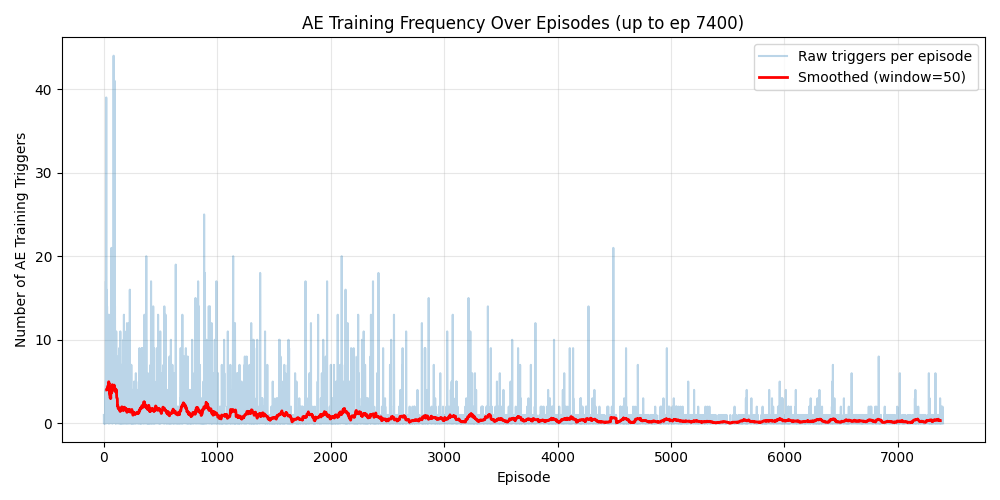 AE Training Frequency Over Episodes (up to ep 7400)
Raw triggers per episode
Smoothed (window=50)
Number of AE Training Triggers
40
30
20
10
0
0 1000 2000 3000 4000 5000 6000 7000
Episode